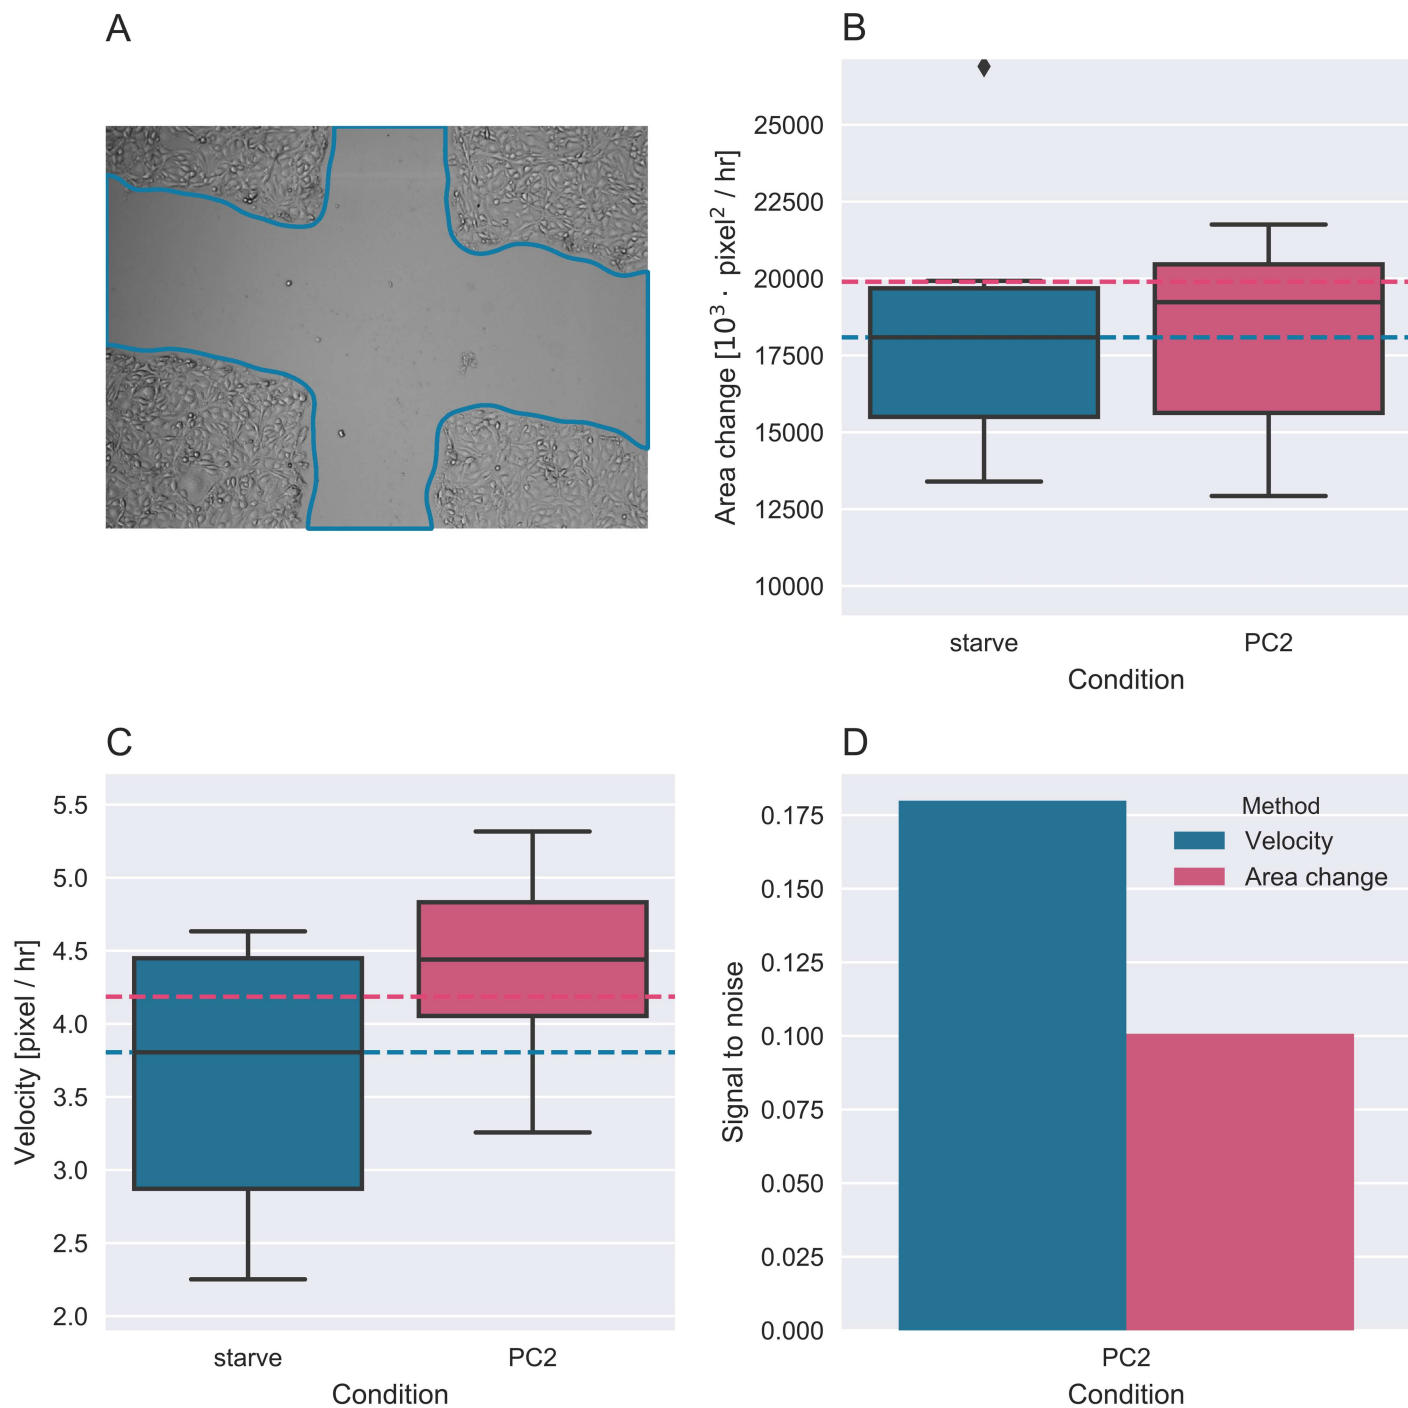 A
B
25000
22500
20000
17500
15000
12500
10000
Area change [10³ · pixel² / hr]
starve
PC2
Condition
C
5.5
5.0
4.5
4.0
3.5
3.0
2.5
2.0
Velocity [pixel / hr]
starve
PC2
Condition
D
0.175
0.150
0.125
0.100
0.075
0.050
0.025
0.000
Signal to noise
Method
Velocity
Area change
PC2
Condition